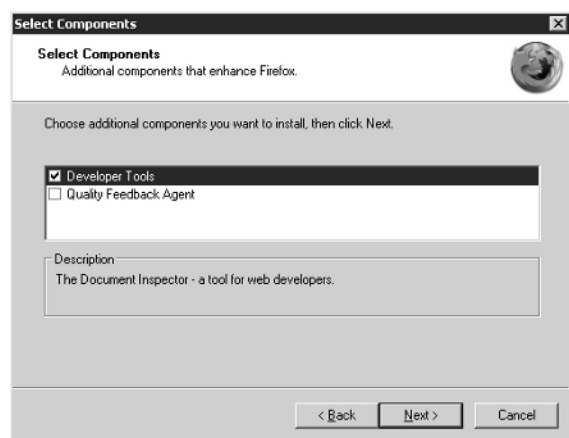 Select Components
Select Components
Additional components that enhance Firefox.
Choose additional components you want to install, then click Next.
Developer Tools
Quality Feedback Agent
Description
The Document Inspector - a tool for web developers.
< Back
Next >
Cancel